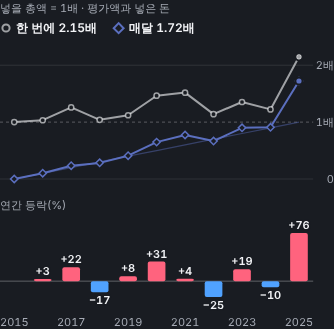 넣을 총액 = 1배 · 평가액과 넣은 돈
한 번에 2.15배 매달 1.72배
2배
1배
0
연간 등락(%)
+3 +22 −17 +8 +31 +4 −25 +19 −10 +76
2015 2017 2019 2021 2023 2025